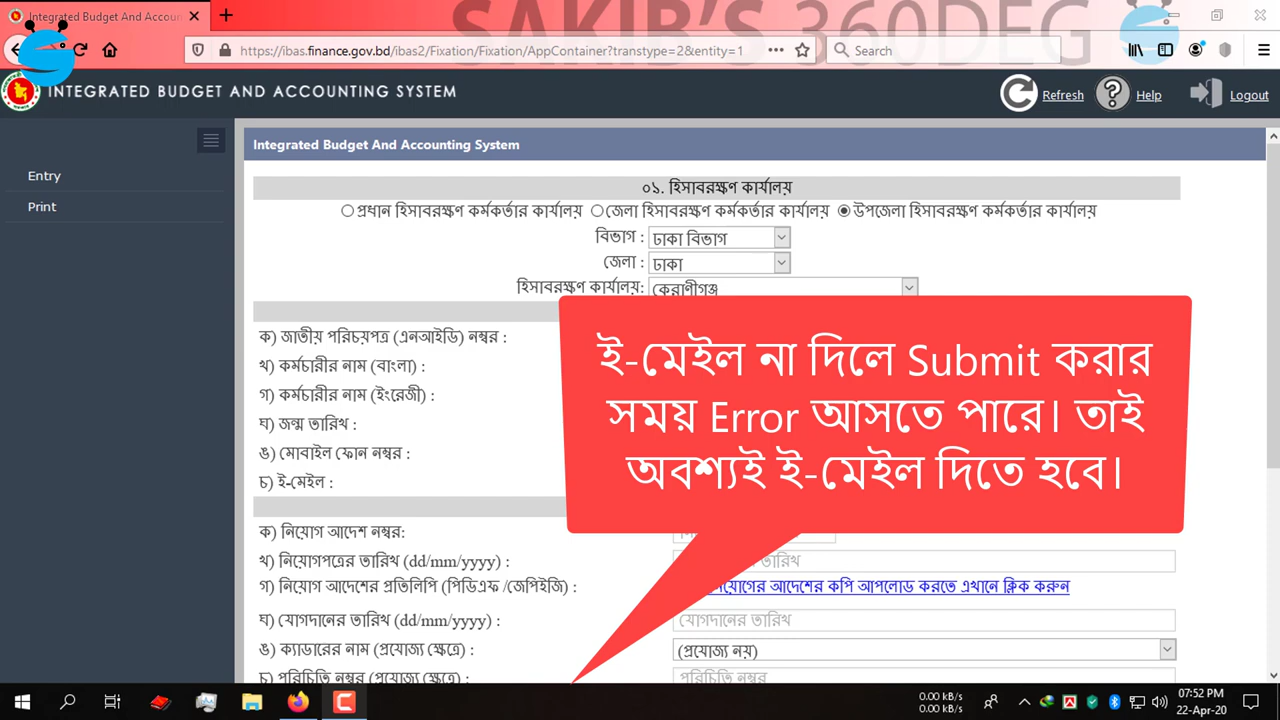 SAKIB'S 360DEG
Integrated Budget And Accoun
https://ibas.finance.gov.bd/ibas2/Fixation/Fixation/AppContainer?transtype=2&entity=1
Search
INTEGRATED BUDGET AND ACCOUNTING SYSTEM
Refresh
Help
Logout
Entry
Print
Integrated Budget And Accounting System
০১. হিসাবরক্ষণ কার্যালয়
প্রধান হিসাবরক্ষণ কর্মকর্তার কার্যালয় জেলা হিসাবরক্ষণ কর্মকর্তার কার্যালয় উপজেলা হিসাবরক্ষণ কর্মকর্তার কার্যালয়
বিভাগ : ঢাকা বিভাগ
জেলা : ঢাকা
হিসাবরক্ষণ কার্যালয়: কেরাণীগঞ্জ
ক) জাতীয় পরিচয়পত্র (এনআইডি) নম্বর :
খ) কর্মচারীর নাম (বাংলা) :
গ) কর্মচারীর নাম (ইংরেজী) :
ঘ) জন্ম তারিখ :
ঙ) মোবাইল ফোন নম্বর :
চ) ই-মেইল :
ই-মেইল না দিলে Submit করার
সময় Error আসতে পারে। তাই
অবশ্যই ই-মেইল দিতে হবে।
ক) নিয়োগ আদেশ নম্বর:
খ) নিয়োগপত্রের তারিখ (dd/mm/yyyy) : তারিখ
গ) নিয়োগ আদেশের প্রতিলিপি (পিডিএফ /জেপিইজি) : নিয়োগের আদেশের কপি আপলোড করতে এখানে ক্লিক করুন
ঘ) যোগদানের তারিখ (dd/mm/yyyy) : যোগদানের তারিখ
ঙ) ক্যাডারের নাম (প্রযোজ্য ক্ষেত্রে) : (প্রযোজ্য নয়)
চ) পরিচিতি নম্বর (প্রযোজ্য ক্ষেত্রে) : পরিচিতি নম্বর
0.00 kB/s
0.00 kB/s
07:52 PM
22-Apr-20